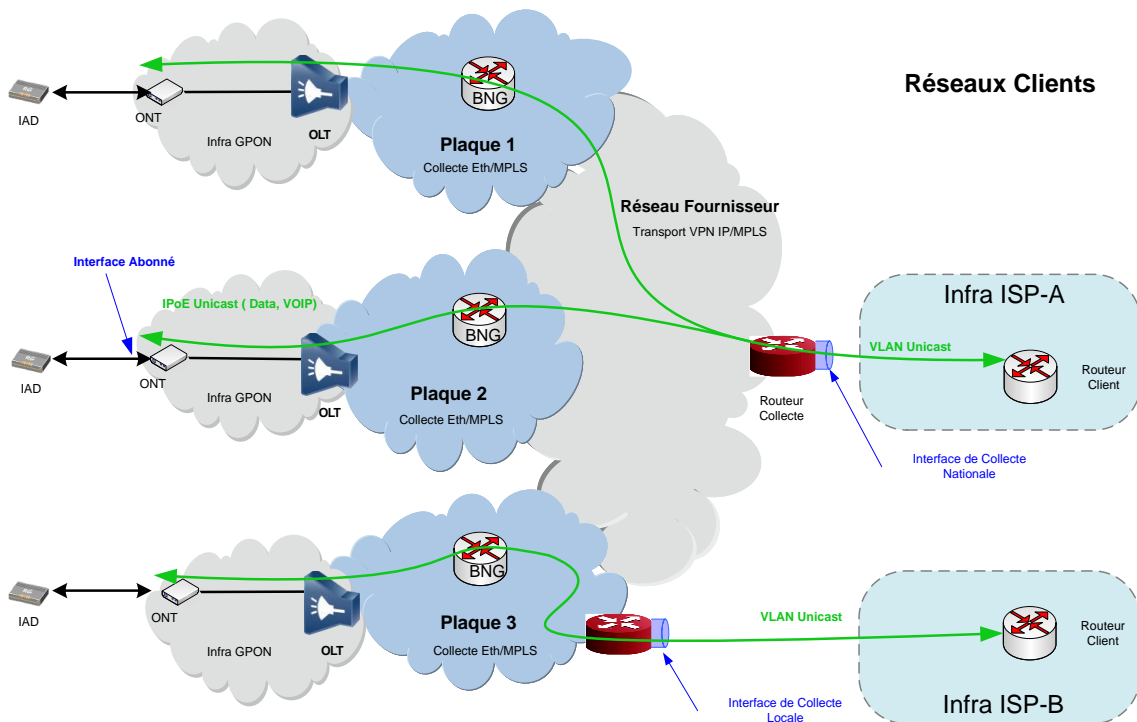 Réseaux Clients
BNG
IAD
ONT
Infra GPON
OLT
Plaque 1
Collecte Eth/MPLS
Réseau Fournisseur
Transport VPN IP/MPLS
Interface Abonné
IPoE Unicast ( Data, VOIP)
BNG
IAD
ONT
Infra GPON
OLT
Plaque 2
Collecte Eth/MPLS
Infra ISP-A
VLAN Unicast
Routeur
Client
Routeur
Collecte
Interface de Collecte
Nationale
BNG
IAD
ONT
Infra GPON
OLT
Plaque 3
Collecte Eth/MPLS
VLAN Unicast
Routeur
Client
Interface de Collecte
Locale
Infra ISP-B